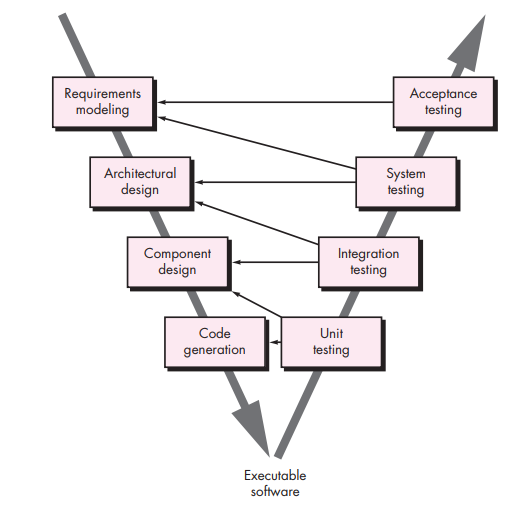 Requirements
modeling
Acceptance
testing
Architectural
design
System
testing
Component
design
Integration
testing
Code
generation
Unit
testing
Executable
software